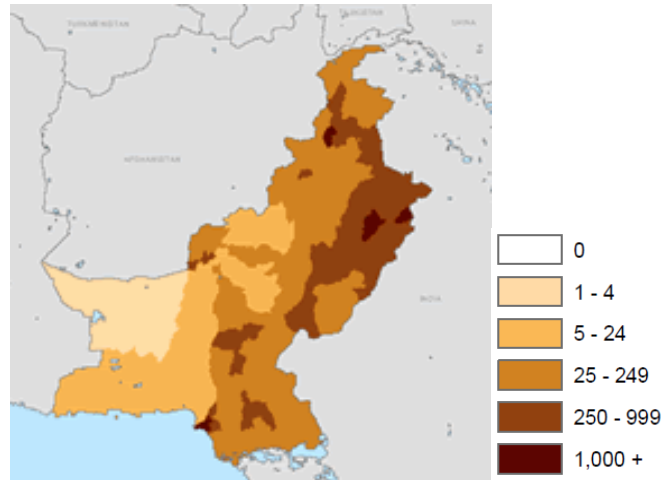 TURKMENISTAN
TAJIKISTAN
CHINA
AFGHANISTAN
INDIA
0
1 - 4
5 - 24
25 - 249
250 - 999
1,000 +